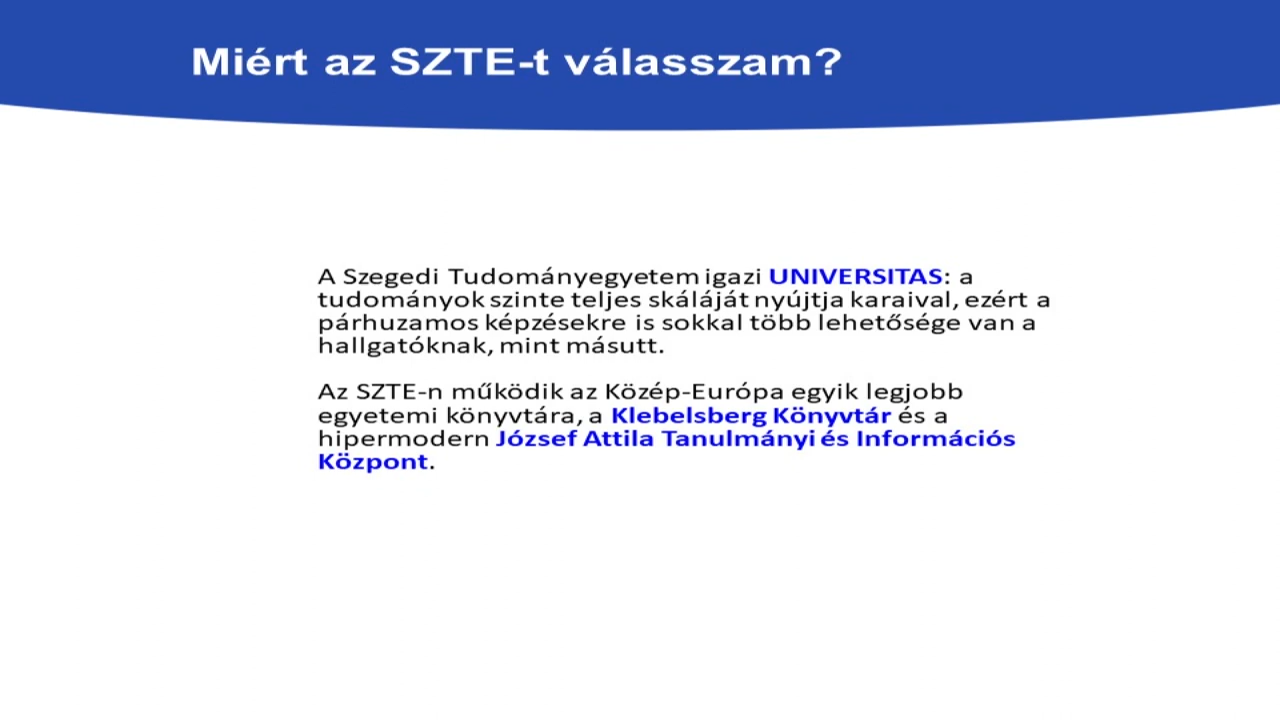 Miért az SZTE-t válasszam?
A Szegedi Tudományegyetem igazi UNIVERSITAS: a
tudományok szinte teljes skáláját nyújtja karaival, ezért a
párhuzamos képzésekre is sokkal több lehetősége van a
hallgatóknak, mint másutt.
Az SZTE-n működik az Közép-Európa egyik legjobb
egyetemi könyvtára, a Klebelsberg Könyvtár és a
hipermodern József Attila Tanulmányi és Információs
Központ.